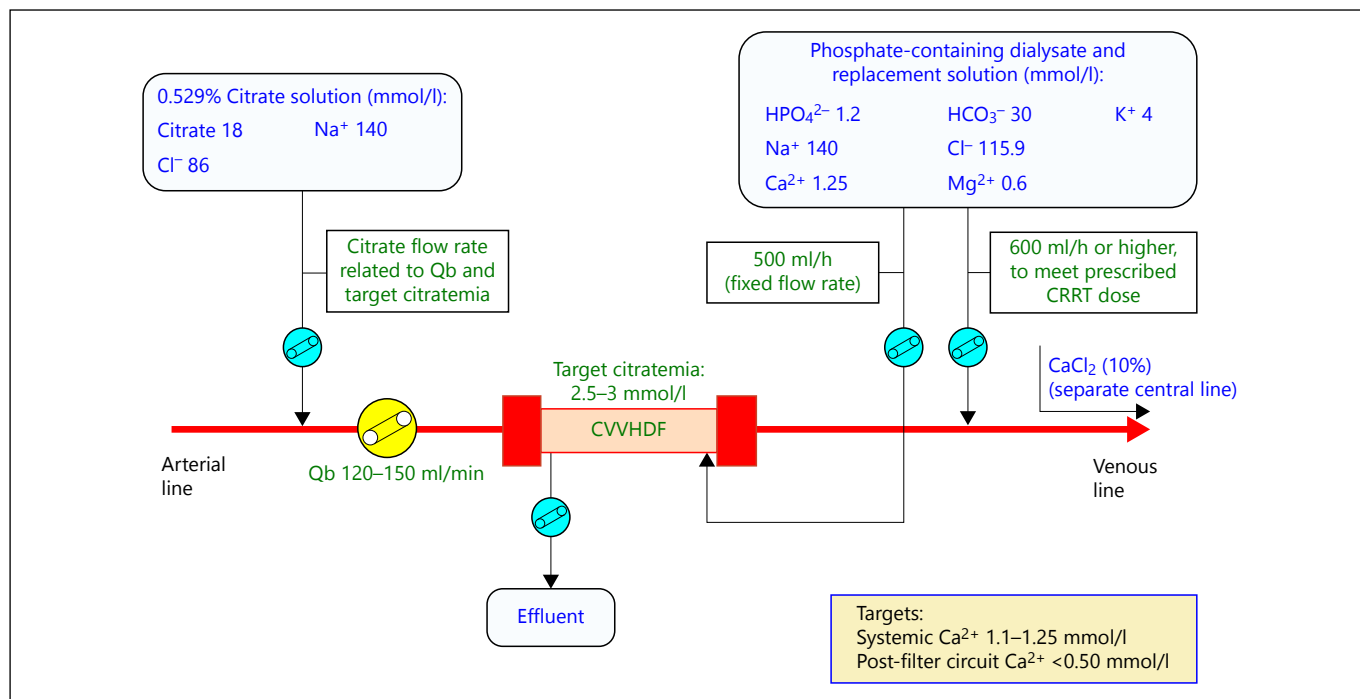 0.529% Citrate solution (mmol/l):
Citrate 18 Na⁺ 140
Cl⁻ 86
Phosphate-containing dialysate and
replacement solution (mmol/l):
HPO₄²⁻ 1.2 HCO₃⁻ 30 K⁺ 4
Na⁺ 140 Cl⁻ 115.9
Ca²⁺ 1.25 Mg²⁺ 0.6
Citrate flow rate
related to Qb and
target citratemia
500 ml/h
(fixed flow rate)
600 ml/h or higher,
to meet prescribed
CRRT dose
CaCl₂ (10%)
(separate central line)
Target citratemia:
2.5–3 mmol/l
CVVHDF
Arterial
line
Qb 120–150 ml/min
Venous
line
Effluent
Targets:
Systemic Ca²⁺ 1.1–1.25 mmol/l
Post-filter circuit Ca²⁺ <0.50 mmol/l